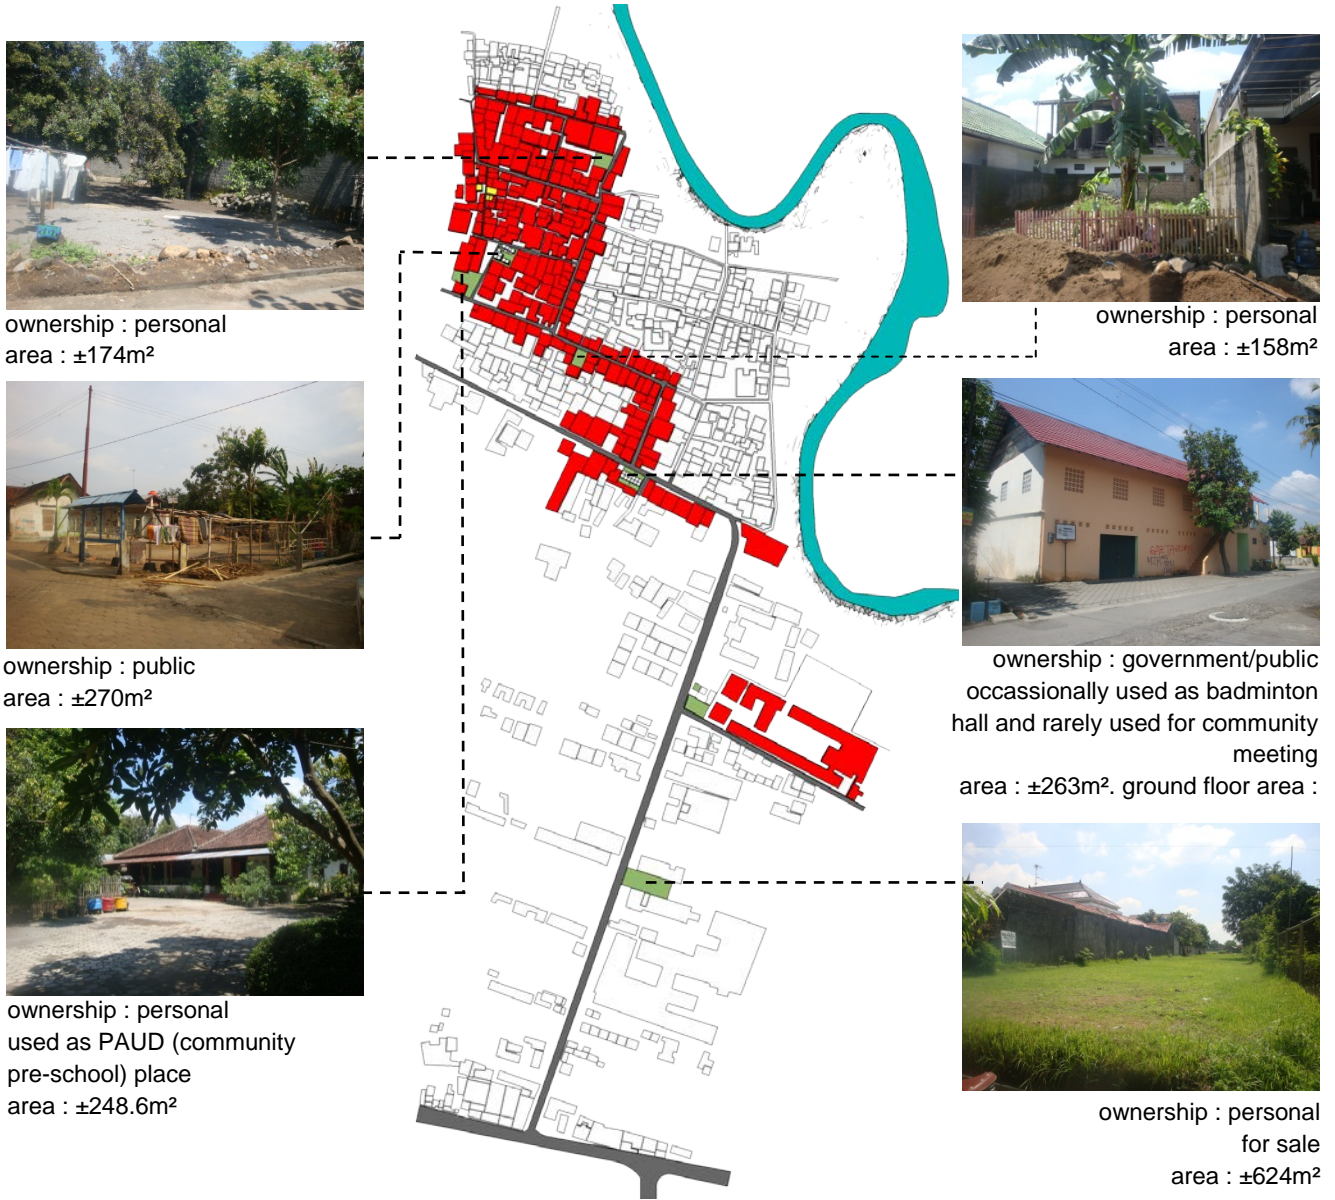 ownership : personal
area : ±174m²
ownership : public
area : ±270m²
ownership : personal
used as PAUD (community
pre-school) place
area : ±248.6m²
ownership : personal
area : ±158m²
ownership : government/public
occassionally used as badminton
hall and rarely used for community
meeting
area : ±263m². ground floor area :
ownership : personal
for sale
area : ±624m²